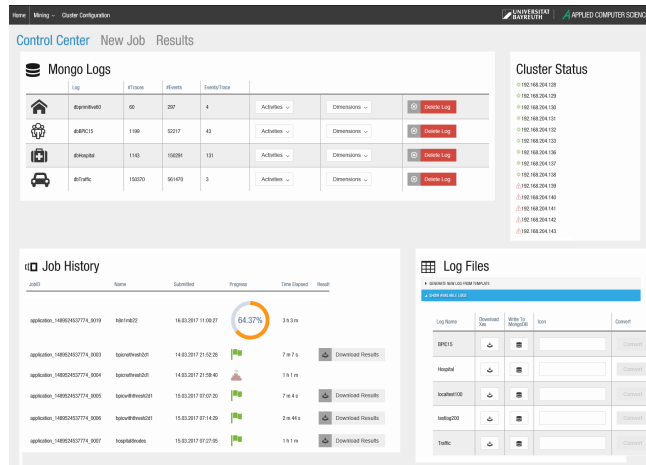 Home Mining Cluster Configuration
UNIVERSITÄT BAYREUTH
APPLIED COMPUTER SCIENC
Control Center New Job Results
Mongo Logs
Log #Traces #Events Events/Trace
dbprimitive60 60 297 4 Activities Dimensions Delete Log
dbBPIC15 1199 52217 43 Activities Dimensions Delete Log
dbHospital 1143 150291 131 Activities Dimensions Delete Log
dbTraffic 150370 561470 3 Activities Dimensions Delete Log
Cluster Status
192.168.204.128
192.168.204.129
192.168.204.130
192.168.204.131
192.168.204.132
192.168.204.133
192.168.204.136
192.168.204.137
192.168.204.138
192.168.204.139
192.168.204.140
192.168.204.141
192.168.204.142
192.168.204.143
Job History
JobID Name Submitted Progress Time Elapsed Result
application_1489524537774_0019 16.03.2017 11:00:27 64.37% 3 h 3 m
application_1489524537774_0003 14.03.2017 21:52:28 7 m 7 s Download Results
application_1489524537774_0004 14.03.2017 21:59:40 1 h 1 m
application_1489524537774_0005 15.03.2017 07:07:20 7 m 4 s Download Results
application_1489524537774_0006 15.03.2017 07:14:29 2 m 44 s Download Results
application_1489524537774_0007 hospital8nodes 15.03.2017 07:27:05 1 h 1 m Download Results
Log Files
GENERATE NEW LOG FROM TEMPLATE
SHOW AVAILABLE LOGS
Log Name Download Xes Write To MongoDB Icon Convert
BPIC15 Convert
Hospital Convert
localtest100 Convert
testlog200 Convert
Traffic Convert